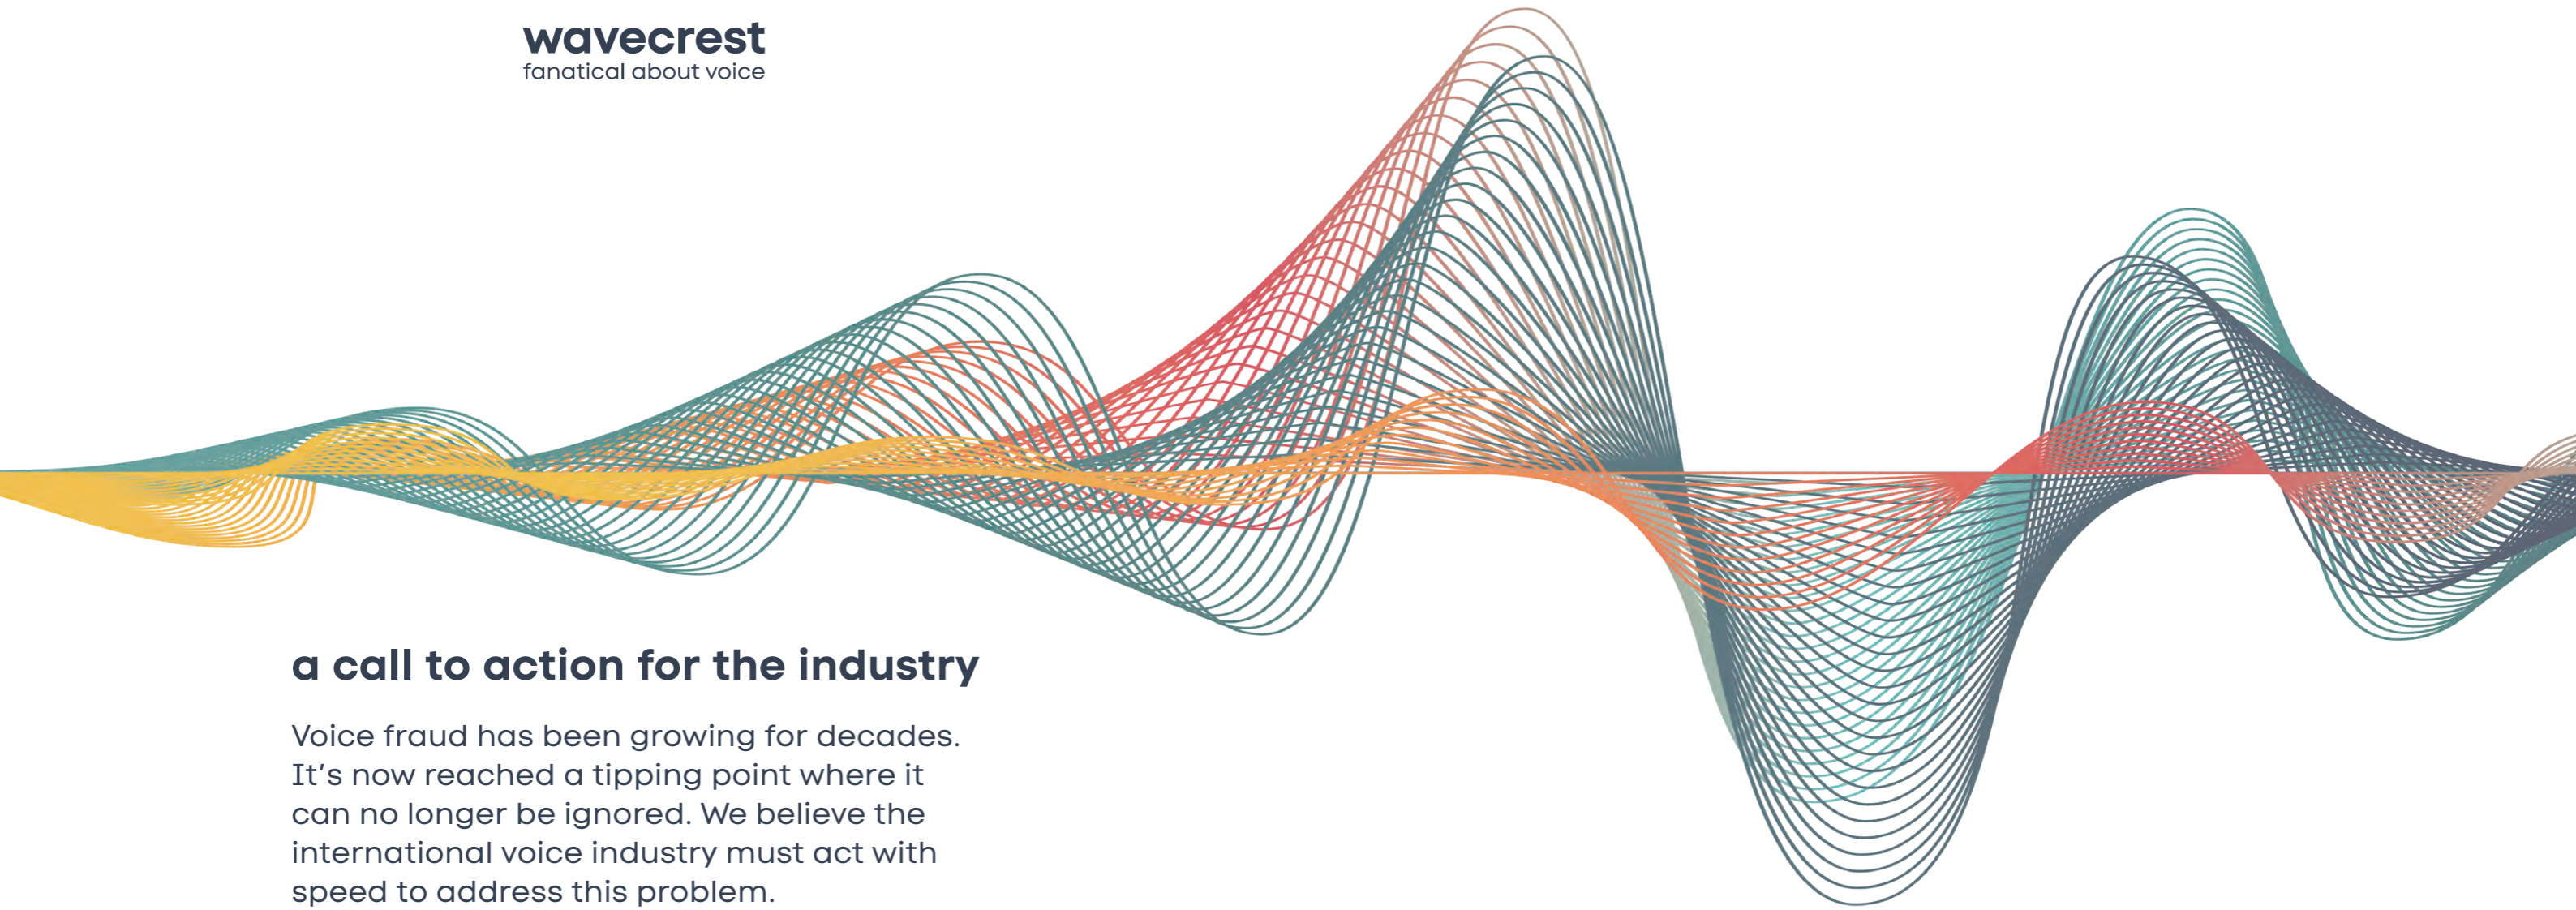 wavecrest
fanatical about voice
a call to action for the industry
Voice fraud has been growing for decades.
It’s now reached a tipping point where it
can no longer be ignored. We believe the
international voice industry must act with
speed to address this problem.